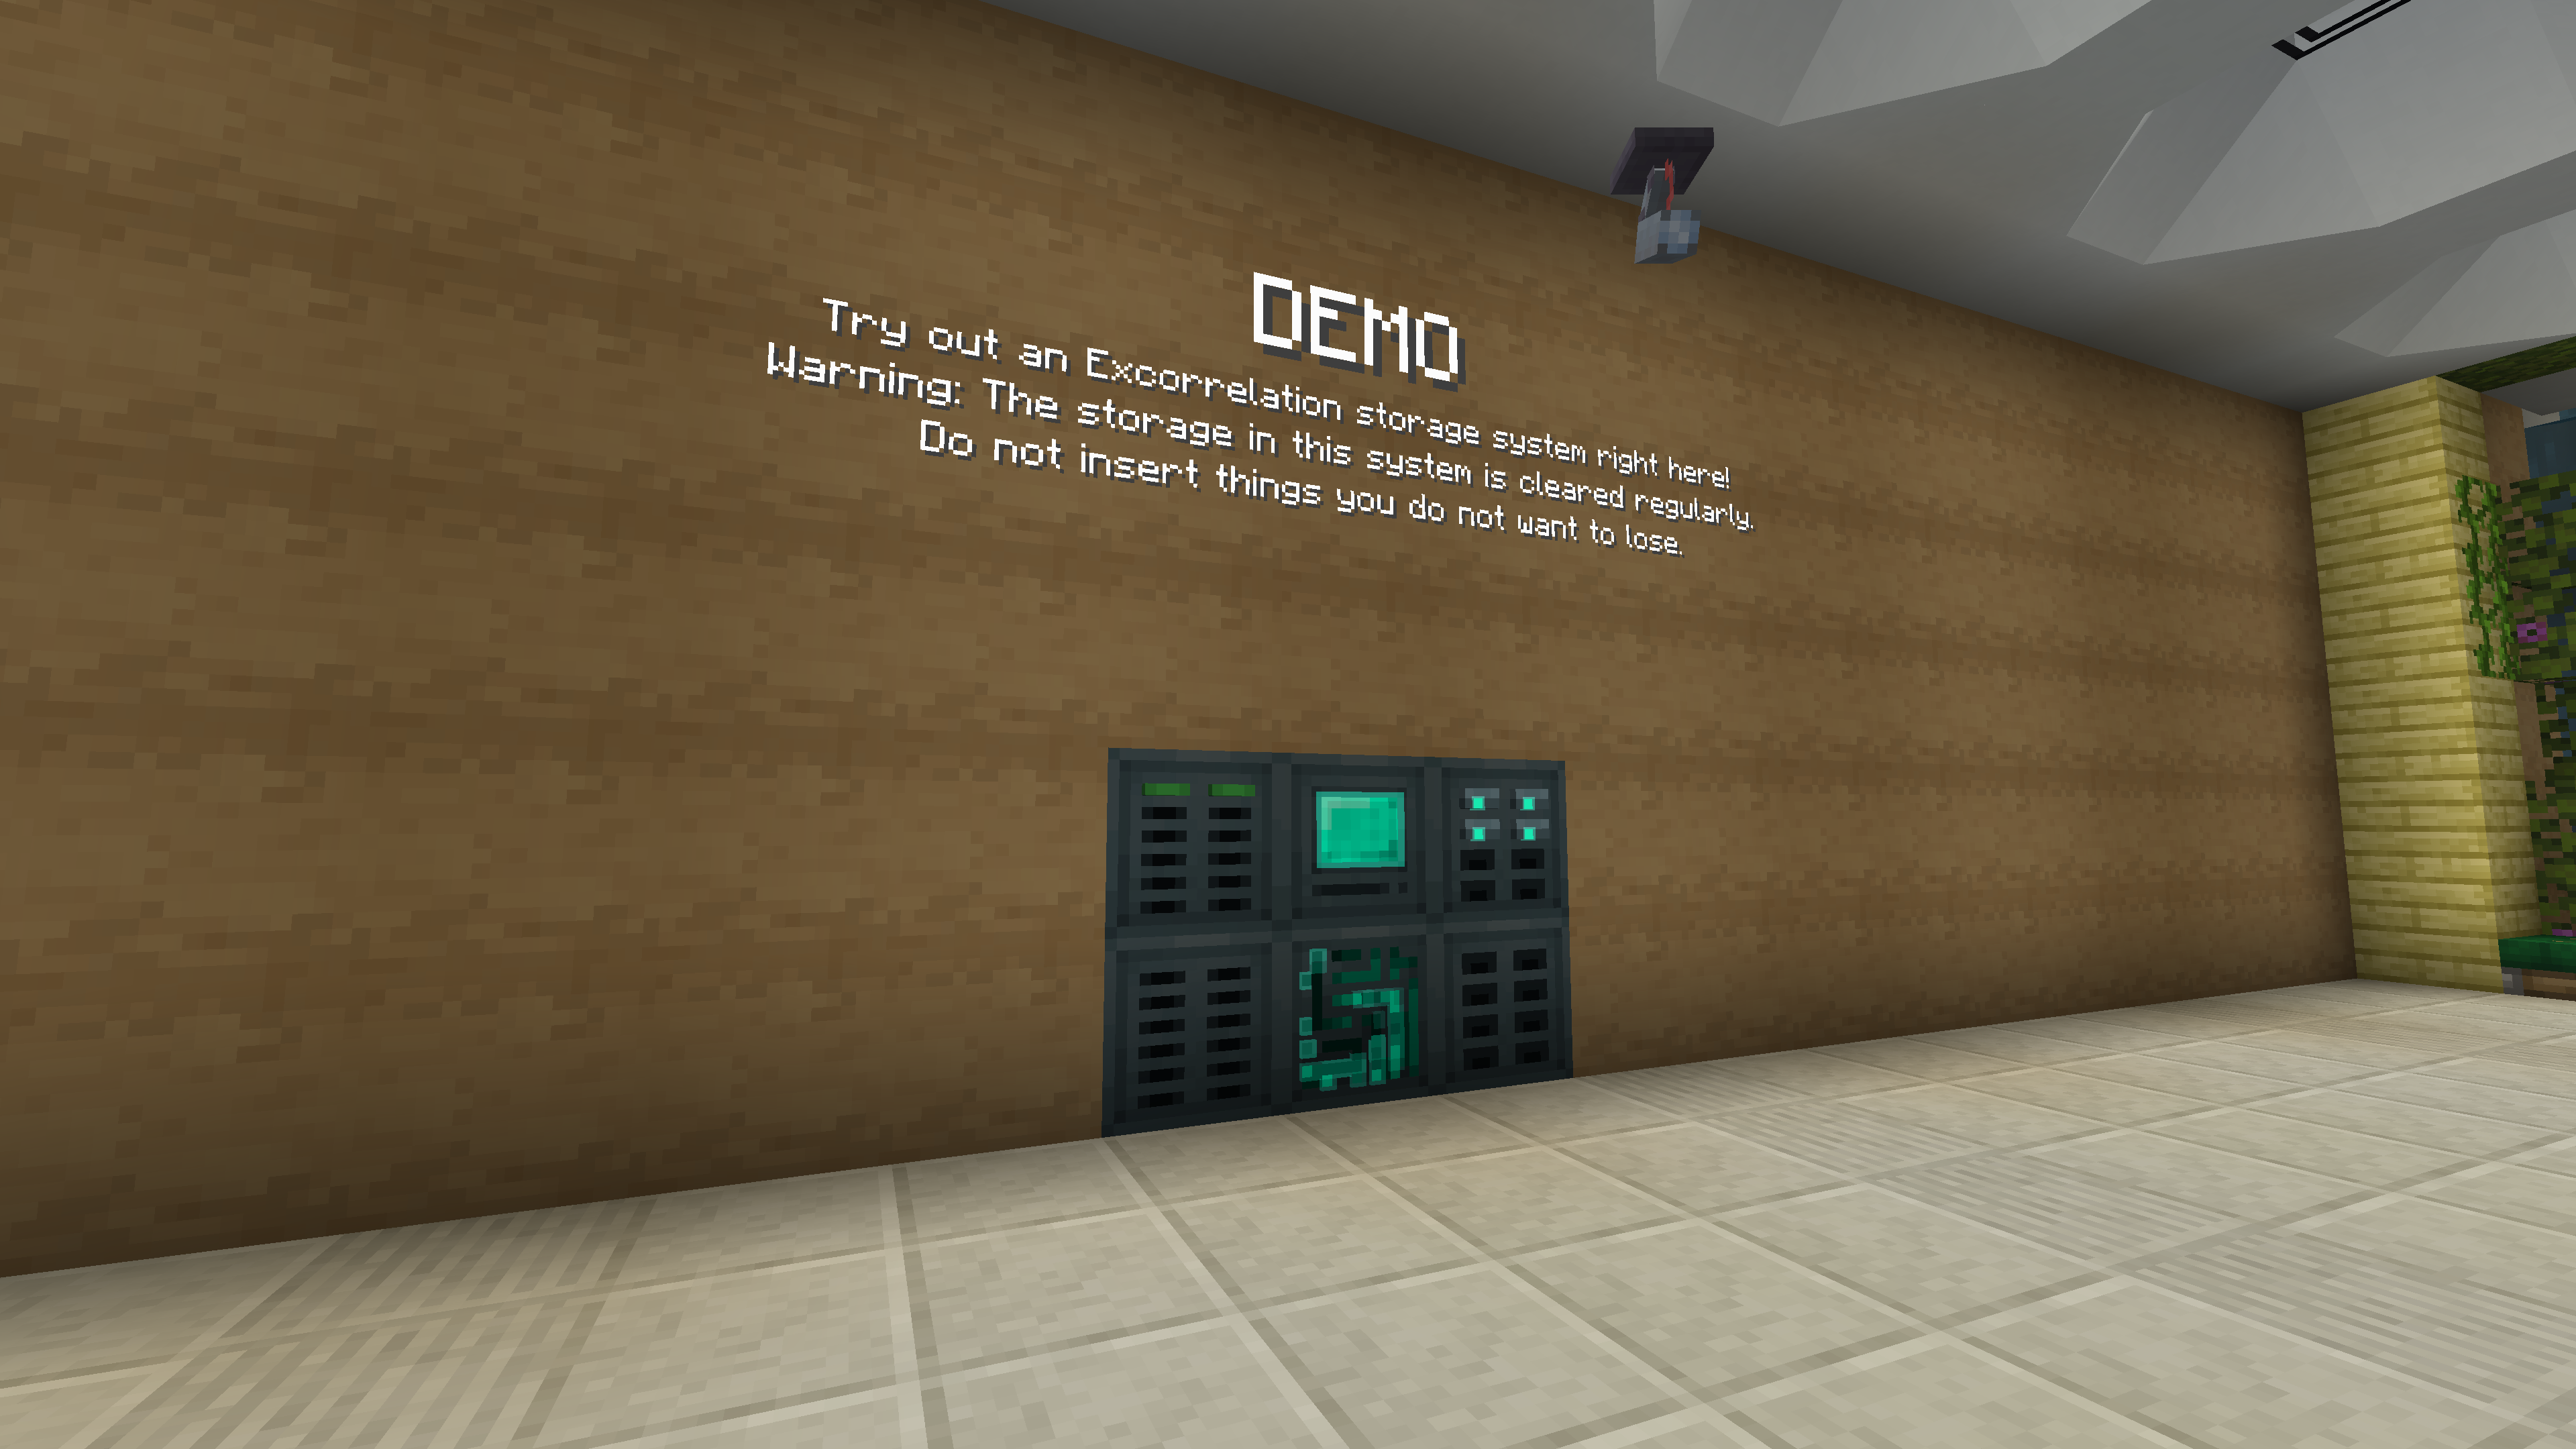 DEMO
Try out an Excorrelation storage system right here!
Warning: The storage in this system is cleared regularly.
Do not insert things you do not want to lose.